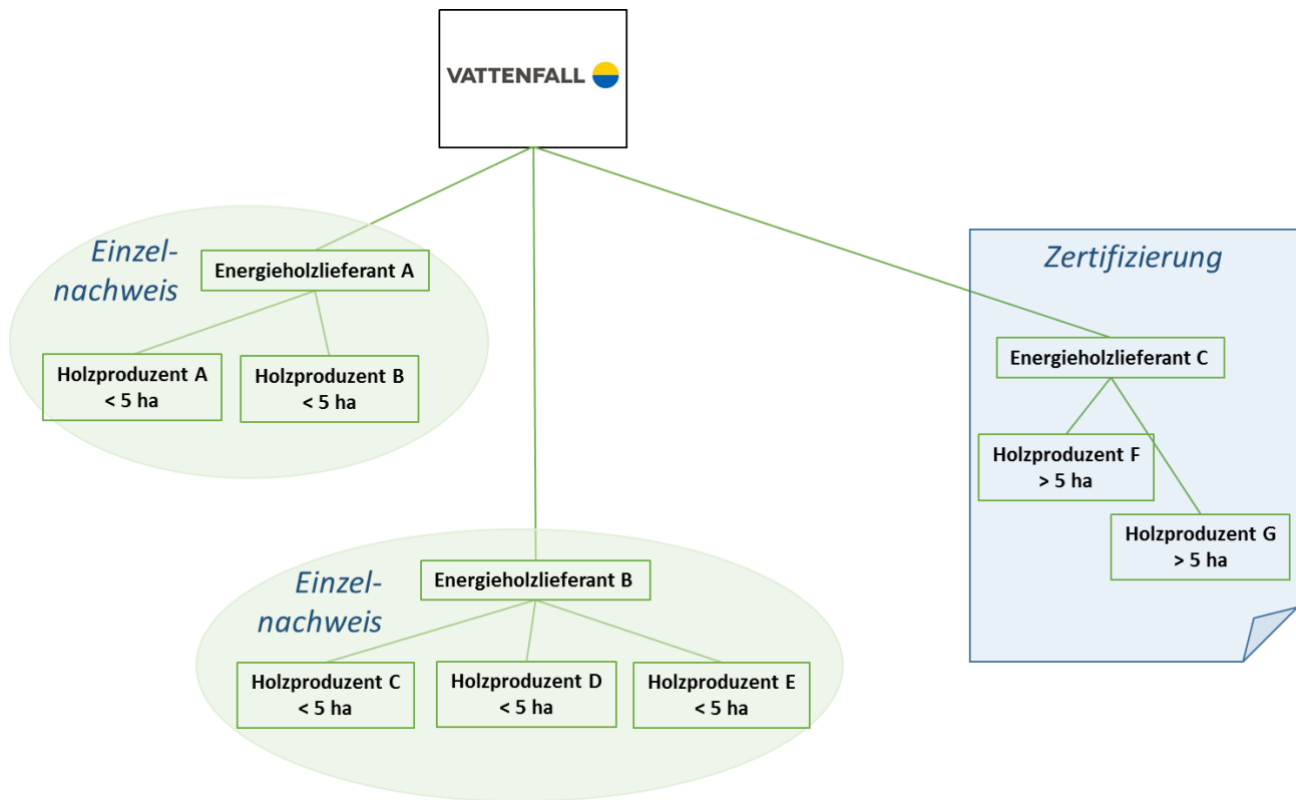 VATTENFALL
Einzel-
nachweis
Energieholzlieferant A
Holzproduzent A
< 5 ha
Holzproduzent B
< 5 ha
Zertifizierung
Energieholzlieferant C
Holzproduzent F
> 5 ha
Holzproduzent G
> 5 ha
Einzel-
nachweis
Energieholzlieferant B
Holzproduzent C
< 5 ha
Holzproduzent D
< 5 ha
Holzproduzent E
< 5 ha